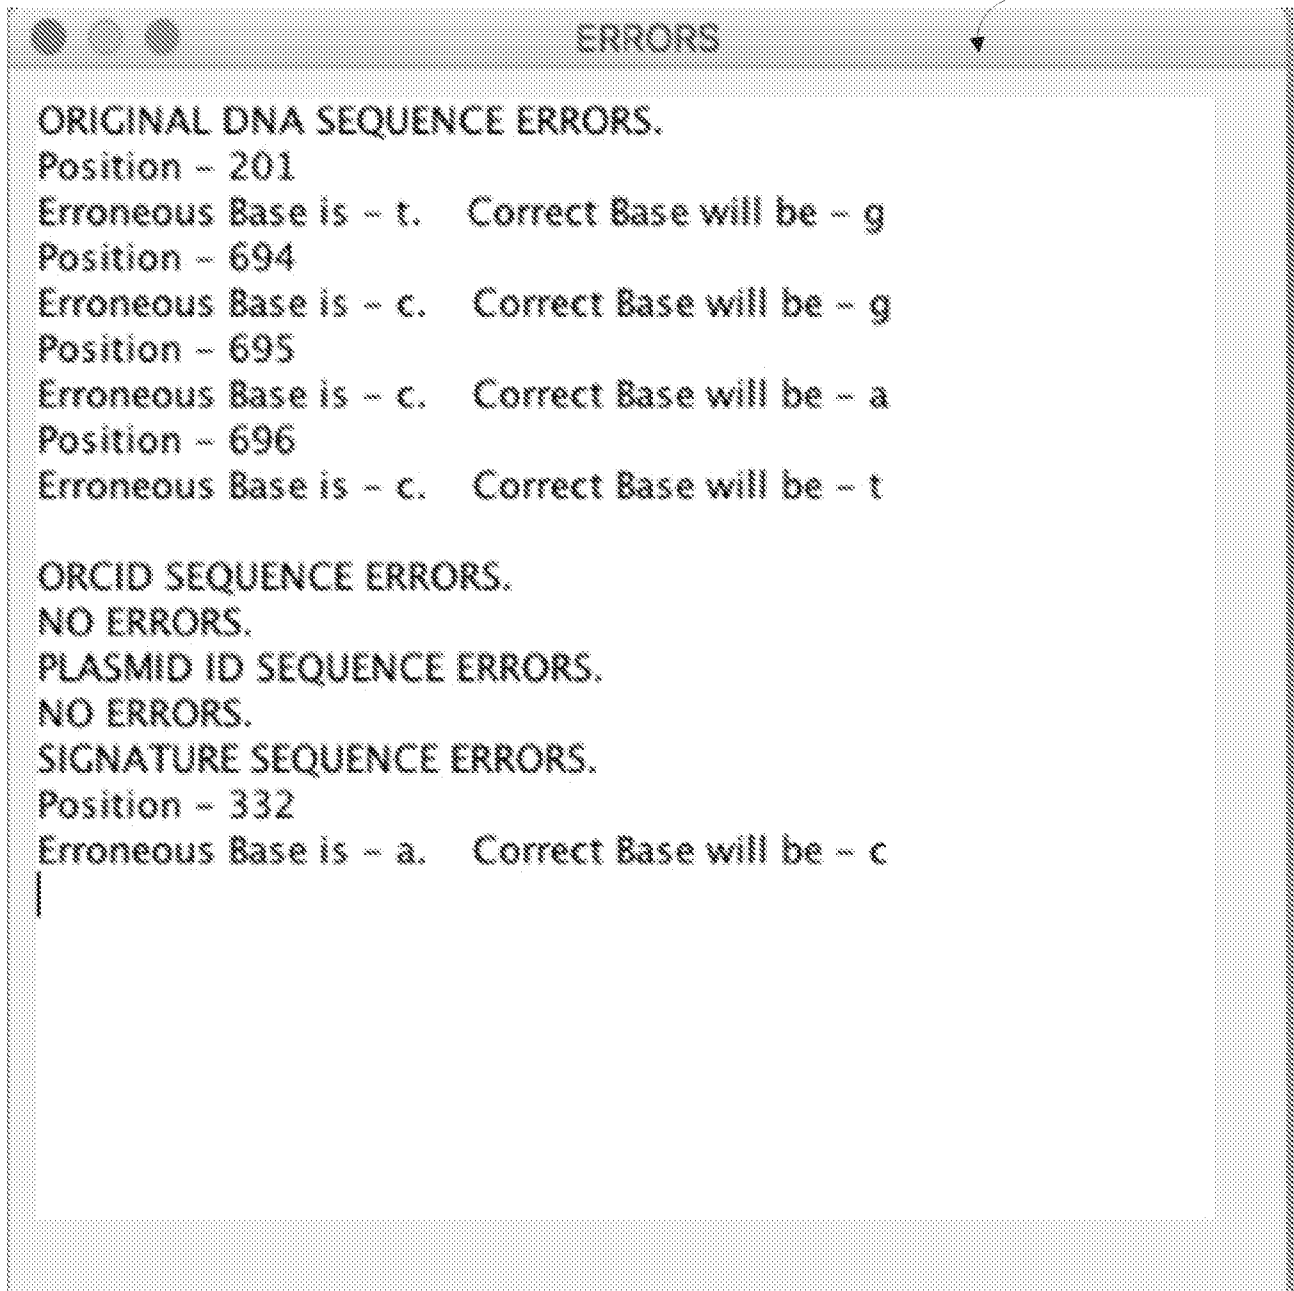 ERRORS
ORIGINAL DNA SEQUENCE ERRORS.
Position – 201
Erroneous Base is – t.    Correct Base will be – g
Position – 694
Erroneous Base is – c.    Correct Base will be – g
Position – 695
Erroneous Base is – c.    Correct Base will be – a
Position – 696
Erroneous Base is – c.    Correct Base will be – t
ORCID SEQUENCE ERRORS.
NO ERRORS.
PLASMID ID SEQUENCE ERRORS.
NO ERRORS.
SIGNATURE SEQUENCE ERRORS.
Position – 332
Erroneous Base is – a.    Correct Base will be – c